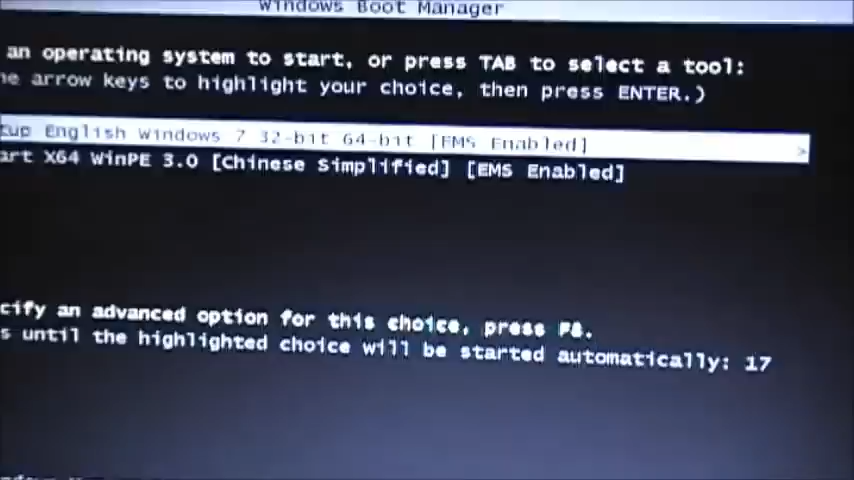 Windows Boot Manager
an operating system to start, or press TAB to select a tool:
he arrow keys to highlight your choice, then press ENTER.)
tup English Windows 7 32-bit 64-bit [EMS Enabled] >
art X64 WinPE 3.0 [Chinese Simplified] [EMS Enabled]
cify an advanced option for this choice, press F8.
s until the highlighted choice will be started automatically: 17